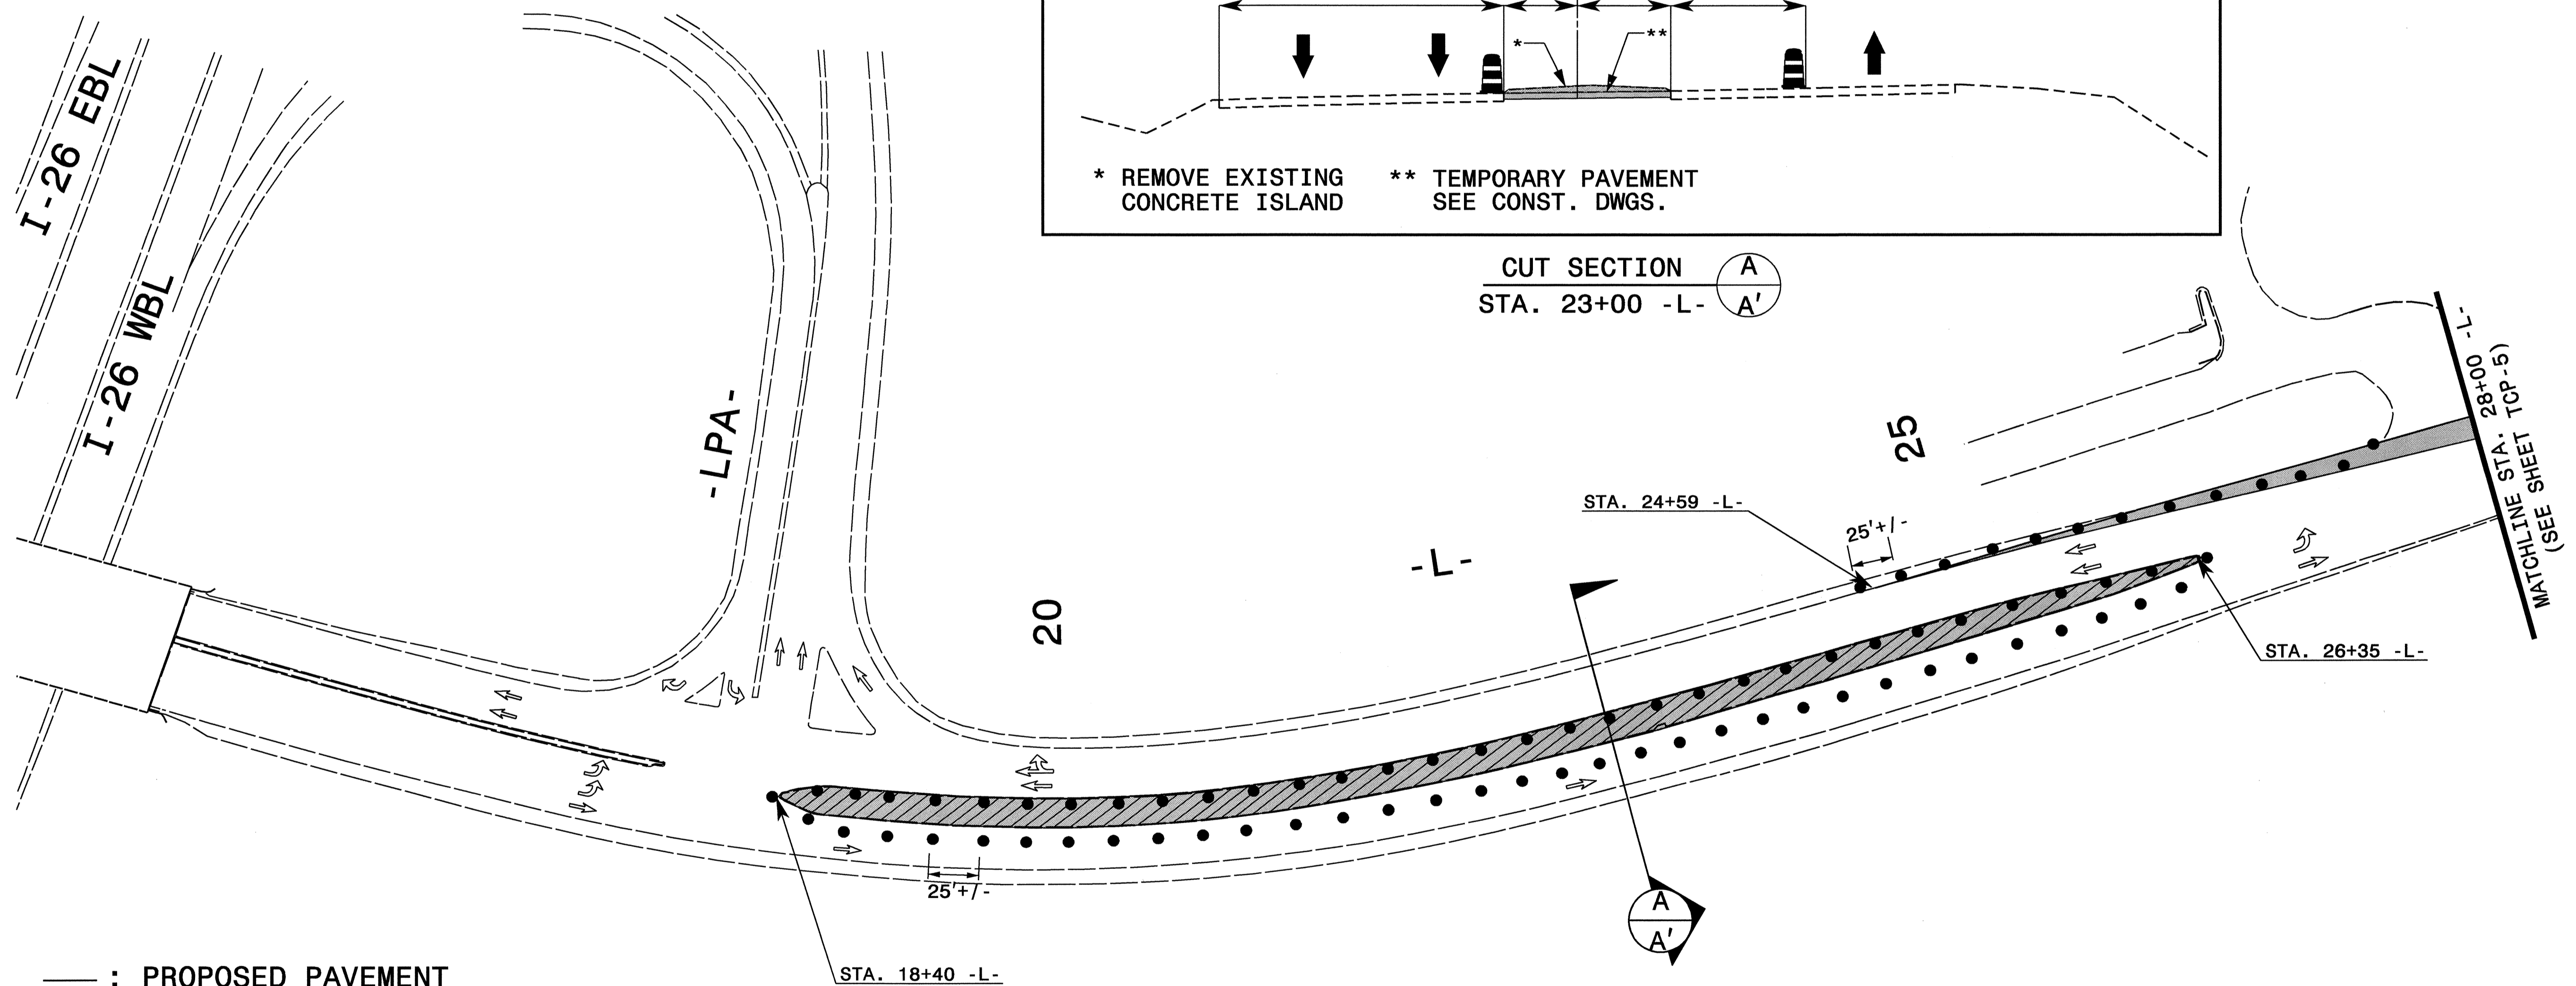 *
**
* REMOVE EXISTING
CONCRETE ISLAND
** TEMPORARY PAVEMENT
SEE CONST. DWGS.
CUT SECTION
STA. 23+00 -L-
A
A'
I-26 EBL
I-26 WBL
-LPA-
20
-L-
25
STA. 24+59 -L-
25'+/-
MATCHLINE STA. 28+00 -L-
(SEE SHEET TCP-5)
STA. 26+35 -L-
25'+/-
A
A'
STA. 18+40 -L-
: PROPOSED PAVEMENT